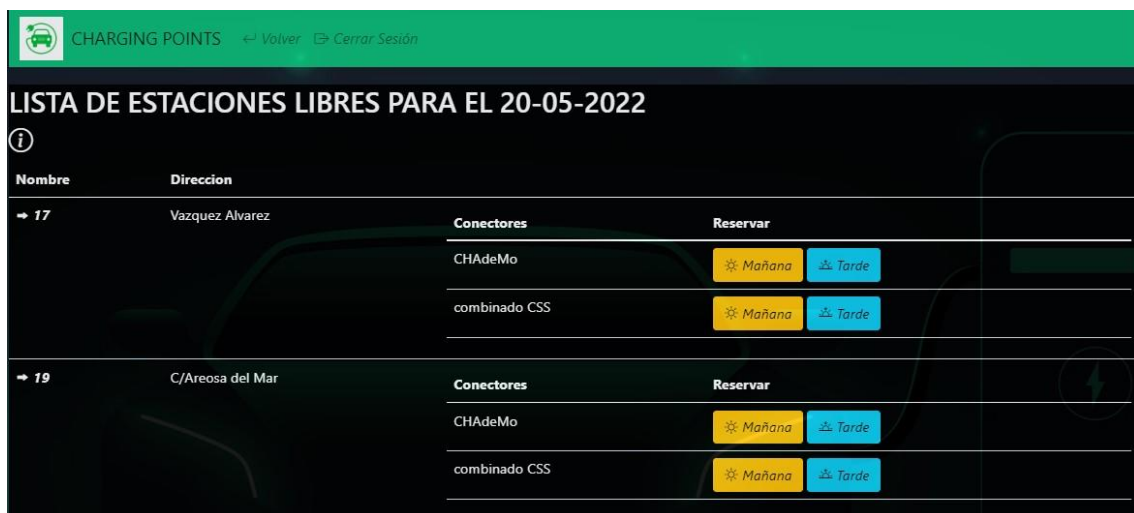 CHARGING POINTS Volver Cerrar Sesión
LISTA DE ESTACIONES LIBRES PARA EL 20-05-2022
Nombre Direccion
17 Vazquez Alvarez
Conectores Reservar
CHAdeMo Mañana Tarde
combinado CSS Mañana Tarde
19 C/Areosa del Mar
Conectores Reservar
CHAdeMo Mañana Tarde
combinado CSS Mañana Tarde